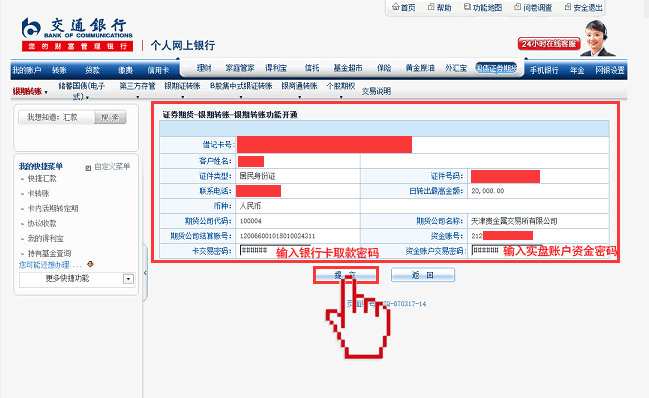 首页 帮助 功能地图 问卷调查 安全退出
交通银行
BANK OF COMMUNICATIONS
您的财富管理银行
个人网上银行
24小时在线客服
我的账户 转账 贷款 缴费 信用卡 理财 家庭管家 得利宝 信托 基金超市 保险 黄金原油 外汇宝 国债证券期货 手机银行 年金 网银设置
银期转账 储蓄国债(电子式) 第三方存管 银期证转账 B股集中式银证转账 银商通转账 个股期权 交易说明
我想知道：汇款 搜 索
我的快捷菜单 自定义菜单
快捷汇款
卡转账
卡内活期转定期
协议收款
我的得利宝
持有基金查询
您可能还想办理....
更多快捷功能
证券期货-银期转账-银期转账功能开通
借记卡号：
客户姓名：
证件类型： 居民身份证 证件号码：
联系电话： 日转出最高金额： 20,000.00
币种： 人民币
期货公司代码： 100004 期货公司名称： 天津贵金属交易所有限公司
期货公司结算账号： 120066001018010024311 资金账号： 212
卡交易密码： ###### 输入银行卡取款密码 资金账户交易密码： ###### 输入实盘账户资金密码
提 交 返 回
-070317-14